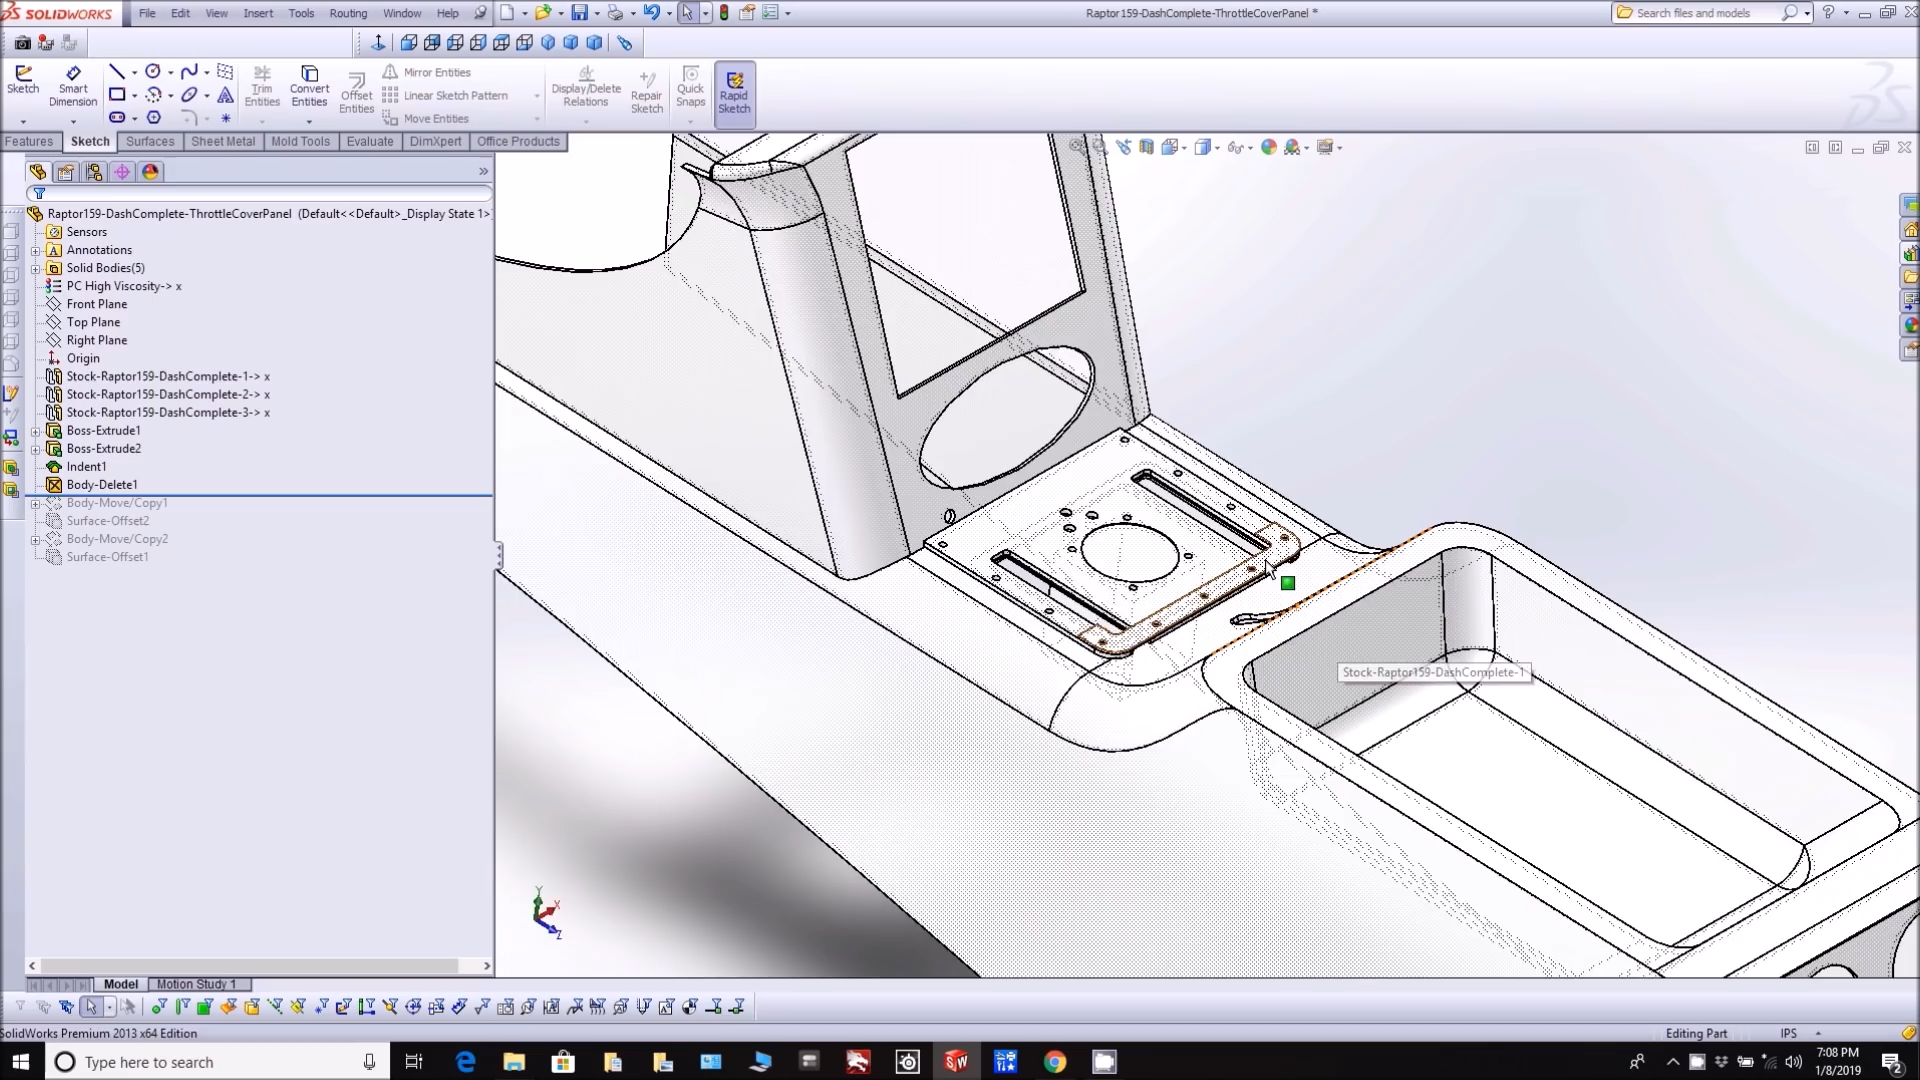 SOLIDWORKS File Edit View Insert Tools Routing Window Help Raptor159-DashComplete-ThrottleCoverPanel * Search files and models
Sketch Smart Dimension Trim Entities Convert Entities Offset Entities Mirror Entities Linear Sketch Pattern Move Entities Display/Delete Relations Repair Sketch Quick Snaps Rapid Sketch
Features Sketch Surfaces Sheet Metal Mold Tools Evaluate DimXpert Office Products
Raptor159-DashComplete-ThrottleCoverPanel (Default<<Default>_Display State 1>
Sensors
Annotations
Solid Bodies(5)
PC High Viscosity-> x
Front Plane
Top Plane
Right Plane
Origin
Stock-Raptor159-DashComplete-1-> x
Stock-Raptor159-DashComplete-2-> x
Stock-Raptor159-DashComplete-3-> x
Boss-Extrude1
Boss-Extrude2
Indent1
Body-Delete1
Body-Move/Copy1
Surface-Offset2
Body-Move/Copy2
Surface-Offset1
Stock-Raptor159-DashComplete-1
Y
X
Z
Model Motion Study 1
SolidWorks Premium 2013 x64 Edition Editing Part IPS
Type here to search
7:08 PM
1/8/2019
2